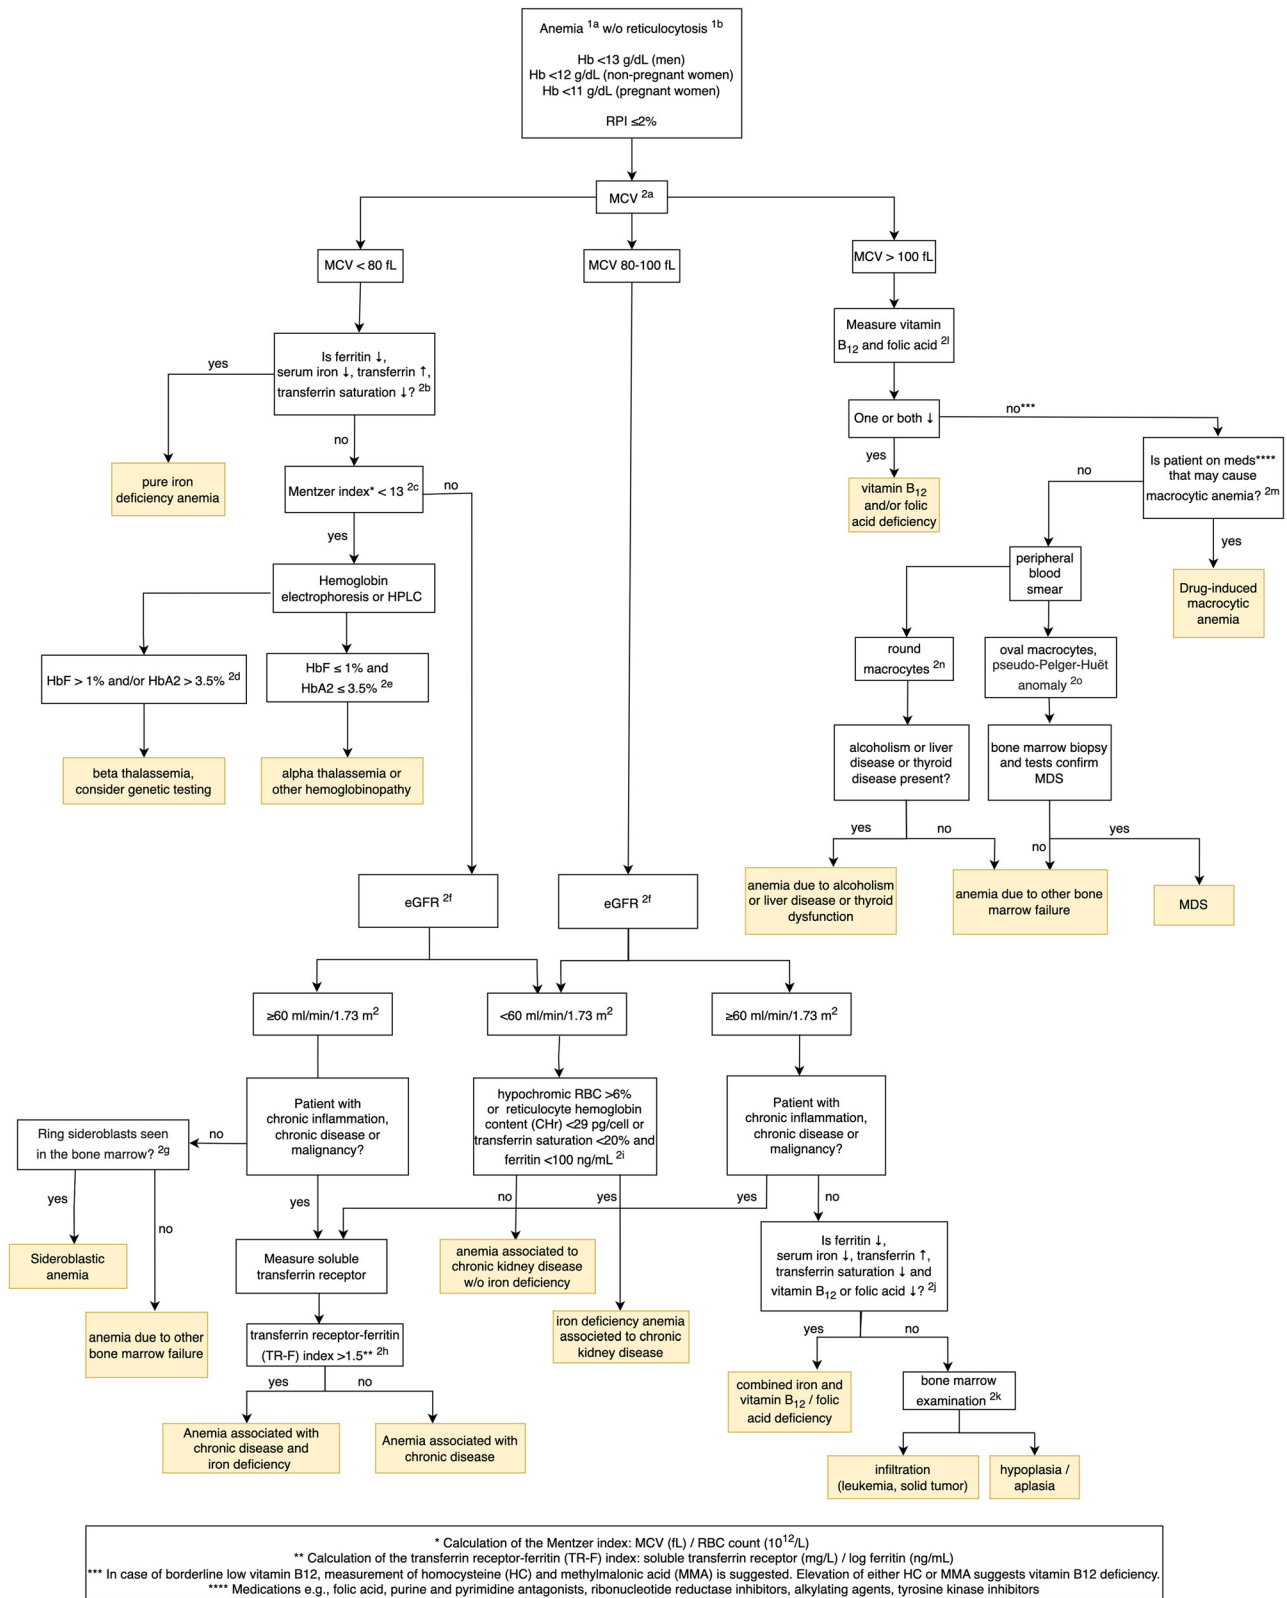 Anemia 1a w/o reticulocytosis 1b
Hb <13 g/dL (men)
Hb <12 g/dL (non-pregnant women)
Hb <11 g/dL (pregnant women)
RPI ≤2%
MCV 2a
MCV < 80 fL
MCV 80-100 fL
MCV > 100 fL
Is ferritin ↓,
serum iron ↓, transferrin ↑,
transferrin saturation ↓? 2b
yes
no
pure iron
deficiency anemia
Mentzer index* < 13 2c
no
yes
Hemoglobin
electrophoresis or HPLC
HbF > 1% and/or HbA2 > 3.5% 2d
HbF ≤ 1% and
HbA2 ≤ 3.5% 2e
beta thalassemia,
consider genetic testing
alpha thalassemia or
other hemoglobinopathy
Measure vitamin
B12 and folic acid 2l
One or both ↓
no***
yes
vitamin B12
and/or folic
acid deficiency
Is patient on meds****
that may cause
macrocytic anemia? 2m
no
yes
Drug-induced
macrocytic
anemia
peripheral
blood
smear
round
macrocytes 2n
oval macrocytes,
pseudo-Pelger-Huët
anomaly 2o
alcoholism or liver
disease or thyroid
disease present?
bone marrow biopsy
and tests confirm
MDS
yes
no
no
yes
anemia due to alcoholism
or liver disease or thyroid
dysfunction
anemia due to other bone
marrow failure
MDS
eGFR 2f
eGFR 2f
≥60 ml/min/1.73 m2
<60 ml/min/1.73 m2
≥60 ml/min/1.73 m2
Patient with
chronic inflammation,
chronic disease or
malignancy?
hypochromic RBC >6%
or reticulocyte hemoglobin
content (CHr) <29 pg/cell or
transferrin saturation <20% and
ferritin <100 ng/mL 2i
Patient with
chronic inflammation,
chronic disease or
malignancy?
no
Ring sideroblasts seen
in the bone marrow? 2g
yes
no
Sideroblastic
anemia
anemia due to other
bone marrow failure
yes
no
yes
yes
no
Measure soluble
transferrin receptor
anemia associated to
chronic kidney disease
w/o iron deficiency
iron deficiency anemia
associeted to chronic
kidney disease
Is ferritin ↓,
serum iron ↓, transferrin ↑,
transferrin saturation ↓ and
vitamin B12 or folic acid ↓? 2j
transferrin receptor-ferritin
(TR-F) index >1.5** 2h
yes
no
yes
no
Anemia associated with
chronic disease and
iron deficiency
Anemia associated with
chronic disease
combined iron and
vitamin B12 / folic
acid deficiency
bone marrow
examination 2k
infiltration
(leukemia, solid tumor)
hypoplasia /
aplasia
* Calculation of the Mentzer index: MCV (fL) / RBC count (10^12/L)
** Calculation of the transferrin receptor-ferritin (TR-F) index: soluble transferrin receptor (mg/L) / log ferritin (ng/mL)
*** In case of borderline low vitamin B12, measurement of homocysteine (HC) and methylmalonic acid (MMA) is suggested. Elevation of either HC or MMA suggests vitamin B12 deficiency.
**** Medications e.g., folic acid, purine and pyrimidine antagonists, ribonucleotide reductase inhibitors, alkylating agents, tyrosine kinase inhibitors